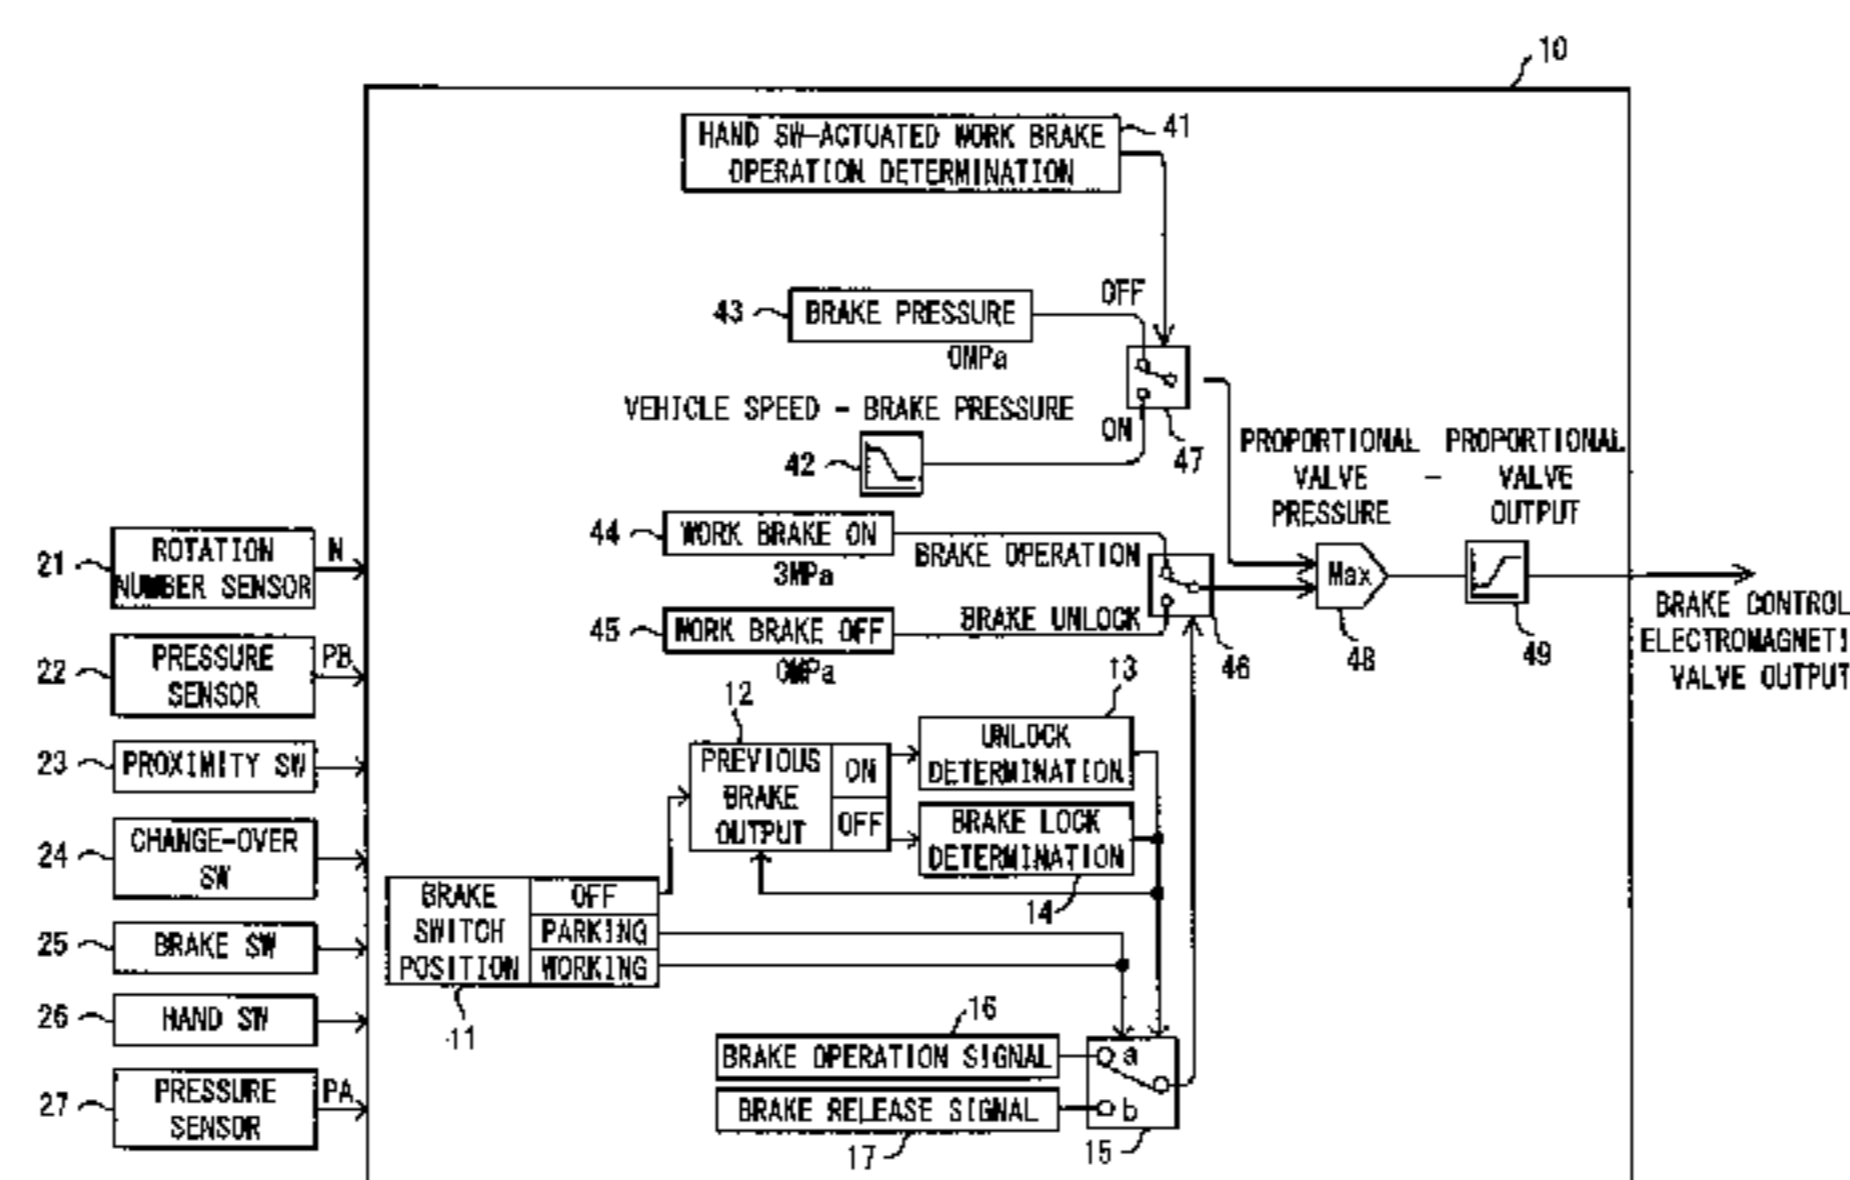 10
HAND SW-ACTUATED WORK BRAKE
OPERATION DETERMINATION
41
43
BRAKE PRESSURE
OFF
0MPa
VEHICLE SPEED - BRAKE PRESSURE
ON
47
42
PROPORTIONAL
VALVE
PRESSURE
-
PROPORTIONAL
VALVE
OUTPUT
44
WORK BRAKE ON
3MPa
BRAKE OPERATION
45
WORK BRAKE OFF
0MPa
BRAKE UNLOCK
46
Max
48
49
BRAKE CONTROL
ELECTROMAGNETI
VALVE OUTPUT
21
ROTATION
NUMBER SENSOR
N
22
PRESSURE
SENSOR
PB
23
PROXIMITY SW
24
CHANGE-OVER
SW
25
BRAKE SW
26
HAND SW
27
PRESSURE
SENSOR
PA
12
PREVIOUS
BRAKE
OUTPUT
ON
OFF
13
UNLOCK
DETERMINATION
BRAKE LOCK
DETERMINATION
14
BRAKE
SWITCH
POSITION
OFF
PARKING
WORKING
11
16
BRAKE OPERATION SIGNAL
a
BRAKE RELEASE SIGNAL
b
17
15